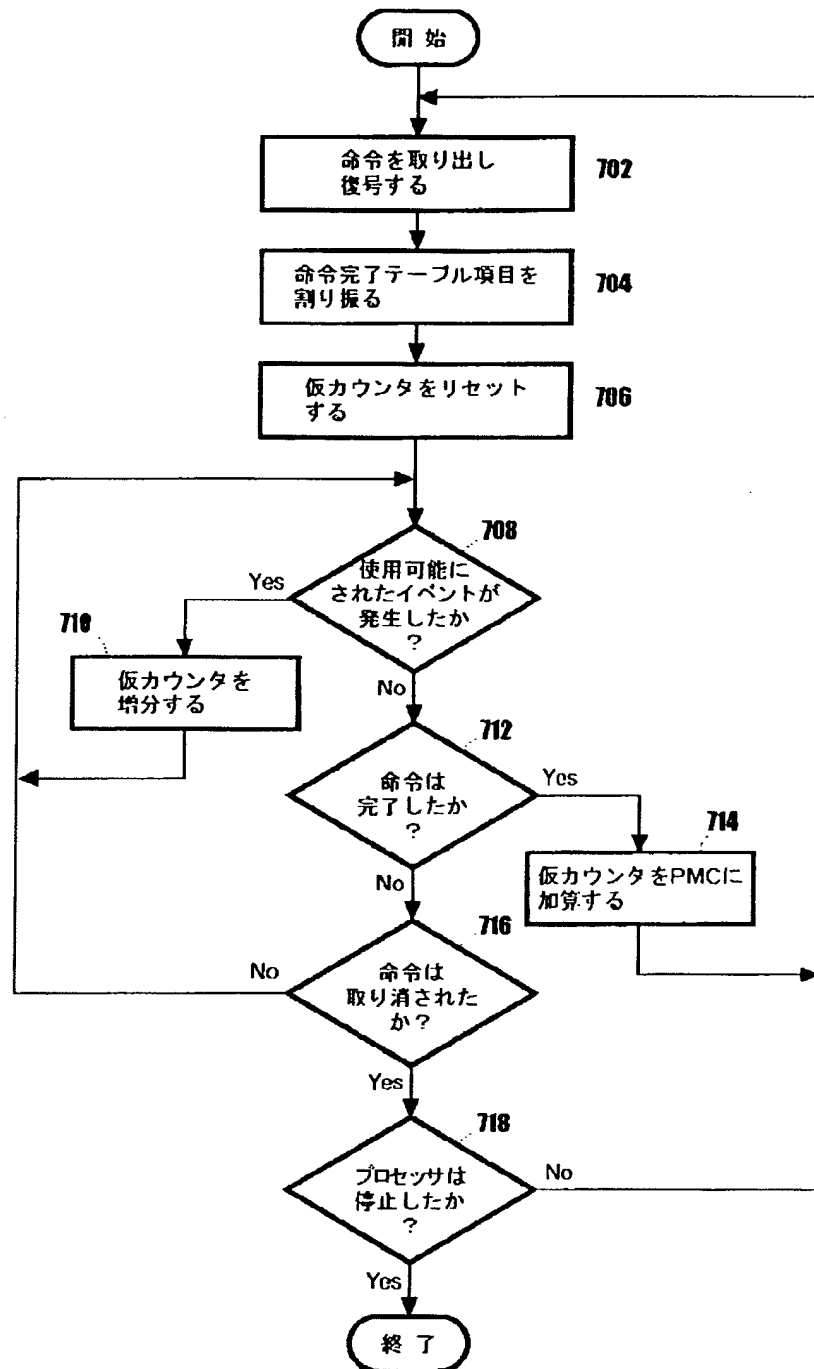 開 始
命令を取り出し
復号する
702
命令完了テーブル項目を
割り振る
704
仮カウンタをリセット
する
706
708
使用可能に
されたイベントが
発生したか
?
Yes
No
710
仮カウンタを
増分する
712
命令は
完了したか
?
Yes
No
714
仮カウンタをPMCに
加算する
716
命令は
取り消された
か?
No
Yes
718
プロセッサは
停止したか
?
No
Yes
終 了